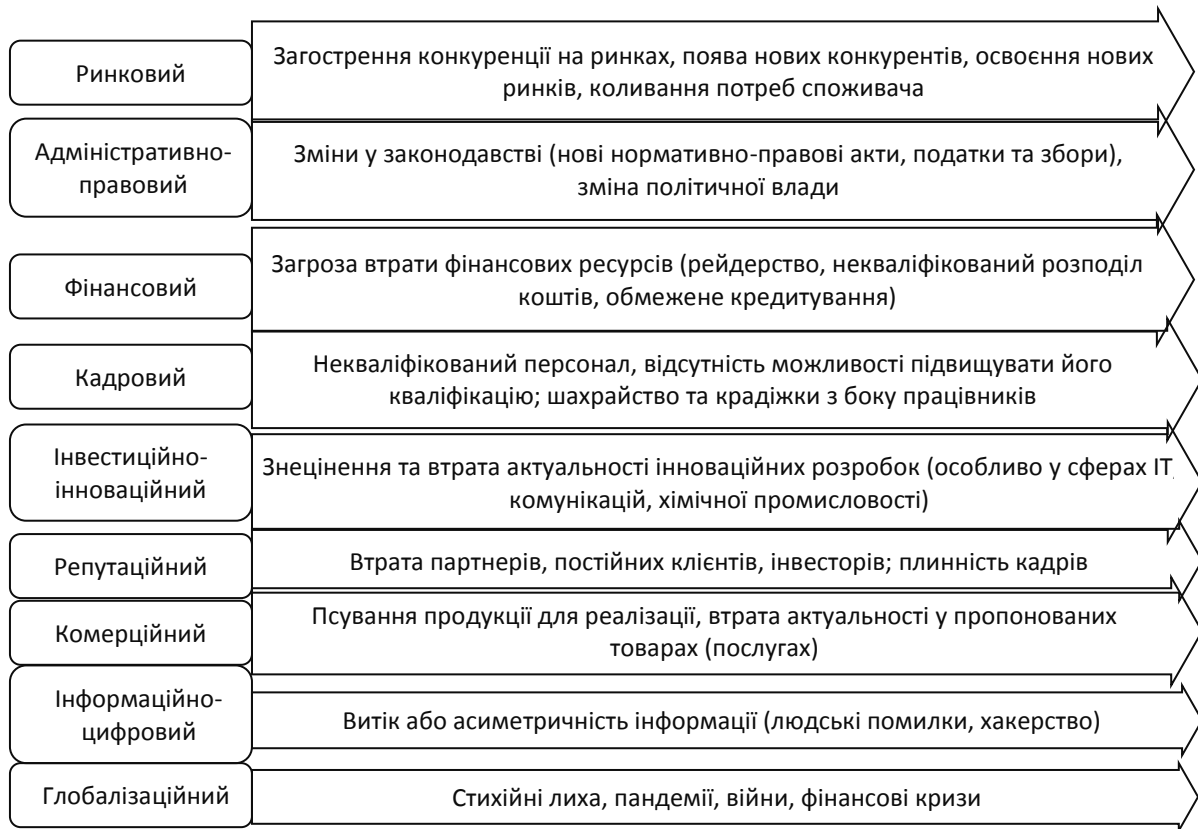 Ринковий
Загострення конкуренції на ринках, поява нових конкурентів, освоєння нових
ринків, коливання потреб споживача
Адміністративно-
правовий
Зміни у законодавстві (нові нормативно-правові акти, податки та збори),
зміна політичної влади
Фінансовий
Загроза втрати фінансових ресурсів (рейдерство, некваліфікований розподіл
коштів, обмежене кредитування)
Кадровий
Некваліфікований персонал, відсутність можливості підвищувати його
кваліфікацію; шахрайство та крадіжки з боку працівників
Інвестиційно-
інноваційний
Знецінення та втрата актуальності інноваційних розробок (особливо у сферах ІТ,
комунікацій, хімічної промисловості)
Репутаційний
Втрата партнерів, постійних клієнтів, інвесторів; плинність кадрів
Комерційний
Псування продукції для реалізації, втрата актуальності у пропонованих
товарах (послугах)
Інформаційно-
цифровий
Витік або асиметричність інформації (людські помилки, хакерство)
Глобалізаційний
Стихійні лиха, пандемії, війни, фінансові кризи